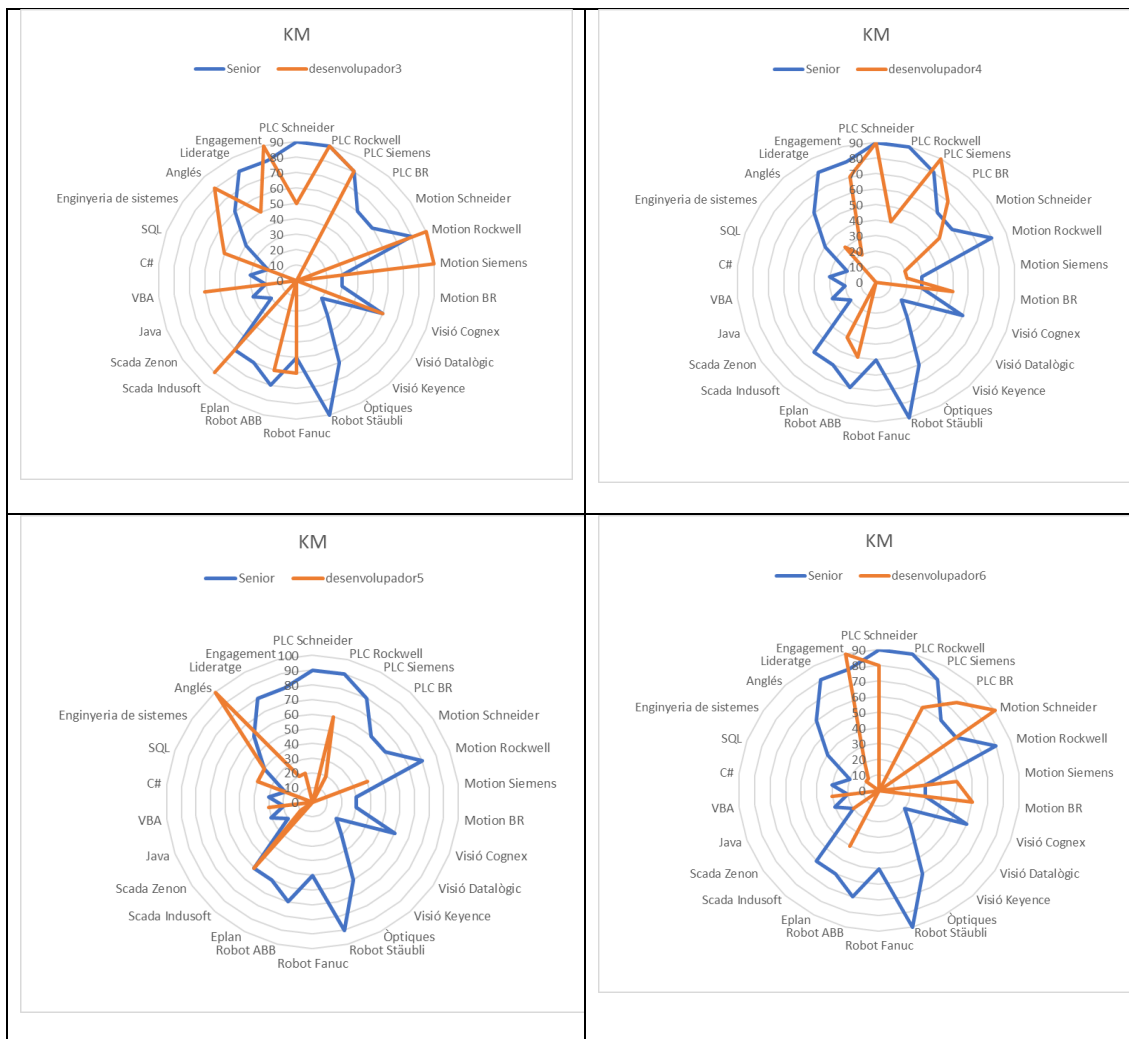 KM
Senior desenvolupador3
PLC Schneider
PLC Rockwell
PLC Siemens
PLC BR
Motion Schneider
Motion Rockwell
Motion Siemens
Motion BR
Visió Cognex
Visió Datalògic
Visió Keyence
Òptiques
Robot Stäubli
Robot Fanuc
Robot ABB
Eplan
Scada Indusoft
Scada Zenon
Java
VBA
C#
SQL
Enginyeria de sistemes
Anglés
Lideratge
Engagement
90
80
70
60
50
40
30
20
10
0
KM
Senior desenvolupador4
PLC Schneider
PLC Rockwell
PLC Siemens
PLC BR
Motion Schneider
Motion Rockwell
Motion Siemens
Motion BR
Visió Cognex
Visió Datalògic
Visió Keyence
Òptiques
Robot Stäubli
Robot Fanuc
Robot ABB
Eplan
Scada Indusoft
Scada Zenon
Java
VBA
C#
SQL
Enginyeria de sistemes
Anglés
Lideratge
Engagement
90
80
70
60
50
40
30
20
10
0
KM
Senior desenvolupador5
PLC Schneider
PLC Rockwell
PLC Siemens
PLC BR
Motion Schneider
Motion Rockwell
Motion Siemens
Motion BR
Visió Cognex
Visió Datalògic
Visió Keyence
Òptiques
Robot Stäubli
Robot Fanuc
Robot ABB
Eplan
Scada Indusoft
Scada Zenon
Java
VBA
C#
SQL
Enginyeria de sistemes
Anglés
Lideratge
Engagement
100
90
80
70
60
50
40
30
20
10
0
KM
Senior desenvolupador6
PLC Schneider
PLC Rockwell
PLC Siemens
PLC BR
Motion Schneider
Motion Rockwell
Motion Siemens
Motion BR
Visió Cognex
Visió Datalògic
Visió Keyence
Òptiques
Robot Stäubli
Robot Fanuc
Robot ABB
Eplan
Scada Indusoft
Scada Zenon
Java
VBA
C#
SQL
Enginyeria de sistemes
Anglés
Lideratge
Engagement
90
80
70
60
50
40
30
20
10
0